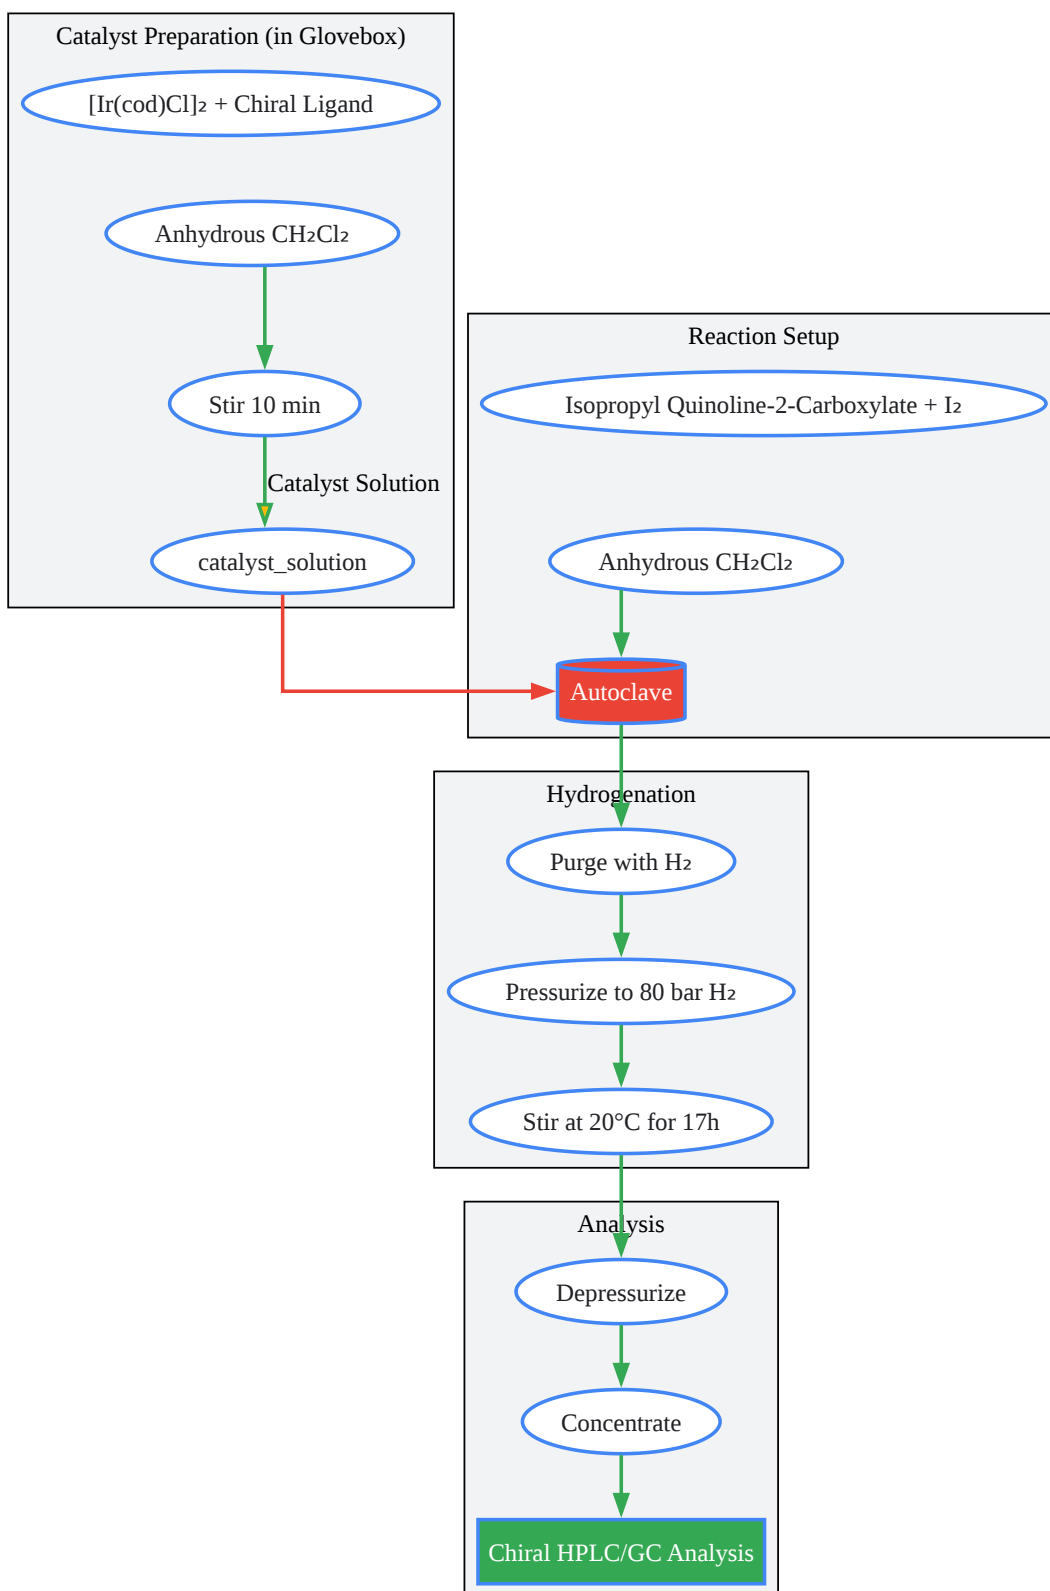 Catalyst Preparation (in Glovebox)
[Ir(cod)Cl]₂ + Chiral Ligand
Anhydrous CH₂Cl₂
Stir 10 min
Catalyst Solution
catalyst_solution
Reaction Setup
Isopropyl Quinoline-2-Carboxylate + I₂
Anhydrous CH₂Cl₂
Autoclave
Hydrogenation
Purge with H₂
Pressurize to 80 bar H₂
Stir at 20°C for 17h
Analysis
Depressurize
Concentrate
Chiral HPLC/GC Analysis